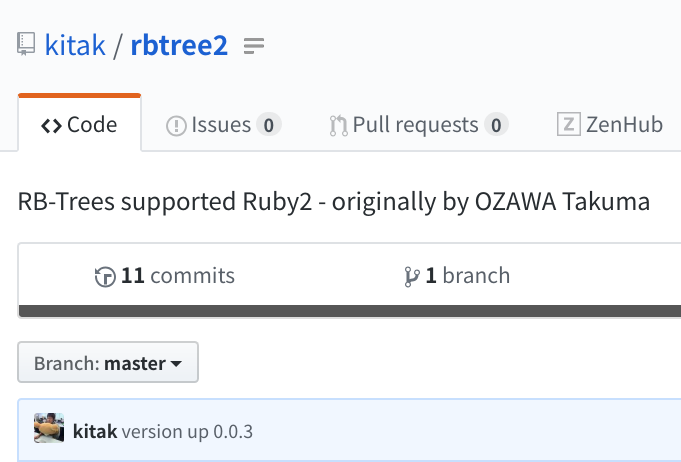 kitak / rbtree2
<> Code Issues 0 Pull requests 0 Z ZenHub
RB-Trees supported Ruby2 - originally by OZAWA Takuma
11 commits 1 branch
Branch: master
kitak version up 0.0.3